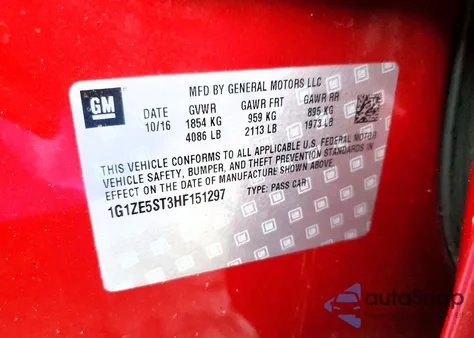 GM
MFD BY GENERAL MOTORS LLC
DATE GVWR GAWR FRT GAWR RR
10/16 1854 KG 959 KG 895 KG
4086 LB 2113 LB 1973 LB
THIS VEHICLE CONFORMS TO ALL APPLICABLE U.S. FEDERAL MOTOR
VEHICLE SAFETY, BUMPER, AND THEFT PREVENTION STANDARDS IN
EFFECT ON THE DATE OF MANUFACTURE SHOWN ABOVE.
1G1ZE5ST3HF151297 TYPE: PASS CAR
autoSnap